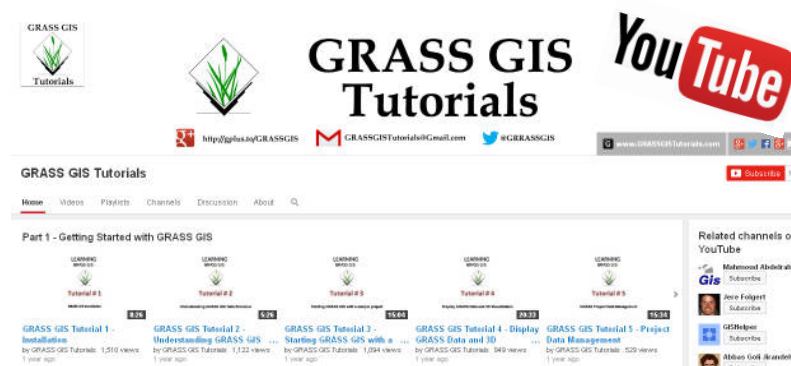 GRASS GIS
Tutorials
GRASS GIS
Tutorials
You Tube
http://gplus.to/GRASSGIS
GRASSGISTutorials@Gmail.com
@GRRASSGIS
www.GRASSGISTutorials.com
GRASS GIS Tutorials
Subscribe
Home Videos Playlists Channels Discussion About
Part 1 - Getting Started with GRASS GIS
Related channels o
YouTube
LEARNING LEARNING LEARNING LEARNING LEARNING
GRASS GIS GRASS GIS GRASS GIS GRASS GIS GRASS GIS
Tutorial # 1 Tutorial # 2 Tutorial # 3 Tutorial # 4 Tutorial # 5
8:26 5:26 15:04 20:33 15:34
GRASS GIS Tutorial 1 - Installation
by GRASS GIS Tutorials 1,510 views
1 year ago
GRASS GIS Tutorial 2 - Understanding GRASS GIS ...
by GRASS GIS Tutorials 1,122 views
1 year ago
GRASS GIS Tutorial 3 - Starting GRASS GIS with a ...
by GRASS GIS Tutorials 1,094 views
1 year ago
GRASS GIS Tutorial 4 - Display GRASS Data and 3D ...
by GRASS GIS Tutorials 949 views
1 year ago
GRASS GIS Tutorial 5 - Project Data Management
by GRASS GIS Tutorials 529 views
1 year ago
Gis
Mahmoud Abdelrah
Subscribe
Jere Folgert
Subscribe
GISHelper
Subscribe
Abbas Goli Jirandeh